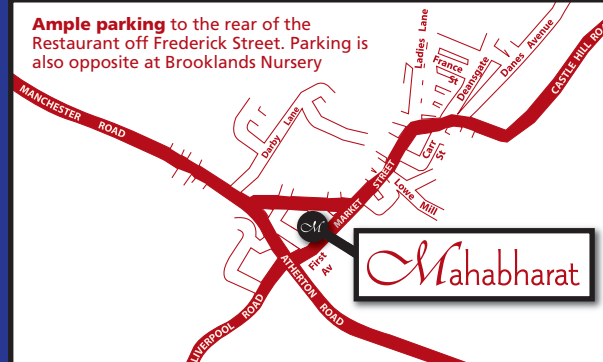 Ample parking to the rear of the
Restaurant off Frederick Street. Parking is
also opposite at Brooklands Nursery
MANCHESTER ROAD
Darby Lane
Ladies Lane
France
St
Deansgate
Danes Avenue
CASTLE HILL RO
Carr
St
MARKET STREET
Lowe Mill
M
First
Av
Mahabharat
ATHERTON ROAD
LIVERPOOL ROAD